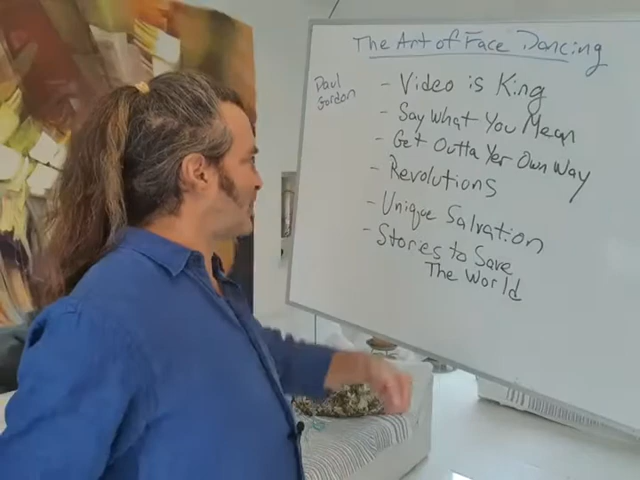 The Art of Face Dancing
Paul
Gordon
- Video is King
- Say What You Mean
- Get Outta Yer Own Way
- Revolutions
- Unique Salvration
- Stories to Save
The World